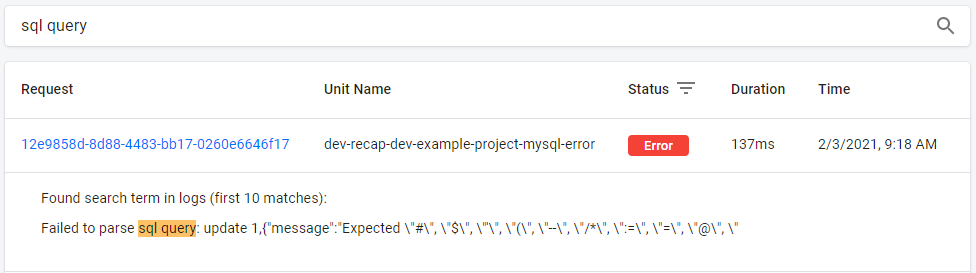 sql query
Request Unit Name Status Duration Time
12e9858d-8d88-4483-bb17-0260e6646f17 dev-recap-dev-example-project-mysql-error Error 137ms 2/3/2021, 9:18 AM
Found search term in logs (first 10 matches):
Failed to parse sql query: update 1,{"message":"Expected \"#\", \"$\", \"'\", \"(\", \"--\", \"/*\", \":=\", \"=\", \"@\", \"